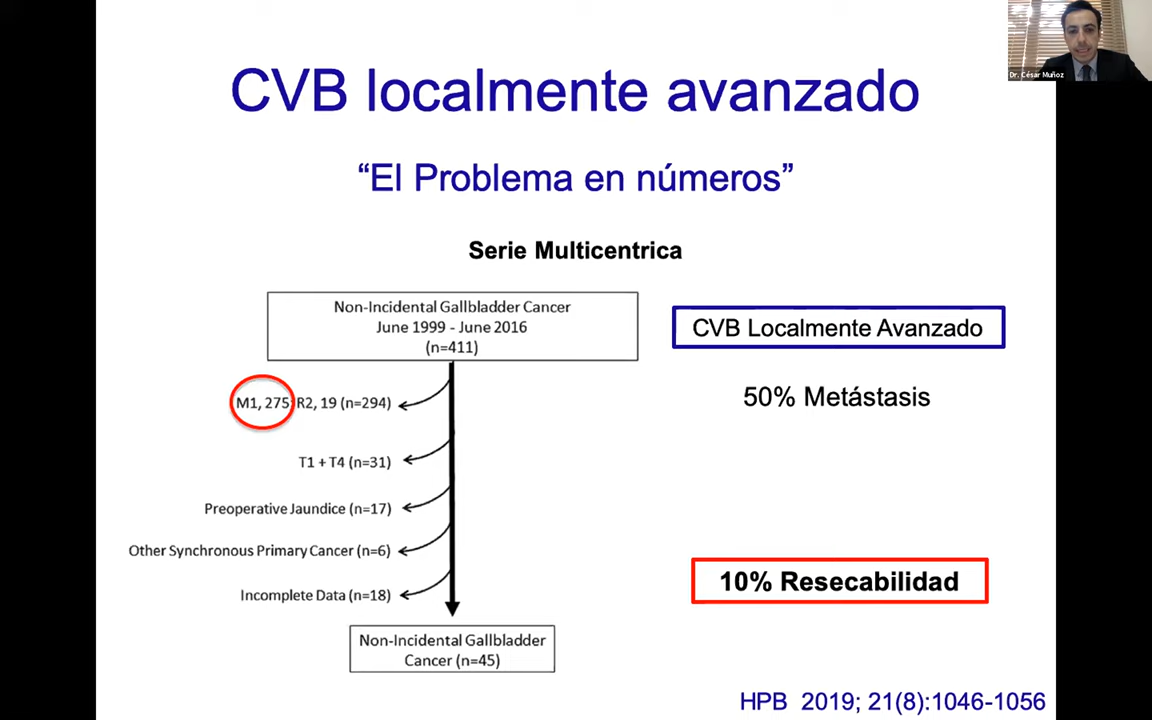 Dr. César Muñoz
CVB localmente avanzado
“El Problema en números”
Serie Multicentrica
Non-Incidental Gallbladder Cancer
June 1999 - June 2016
(n=411)
CVB Localmente Avanzado
M1, 275; R2, 19 (n=294)
50% Metástasis
T1 + T4 (n=31)
Preoperative Jaundice (n=17)
Other Synchronous Primary Cancer (n=6)
Incomplete Data (n=18)
10% Resecabilidad
Non-Incidental Gallbladder
Cancer (n=45)
HPB 2019; 21(8):1046-1056